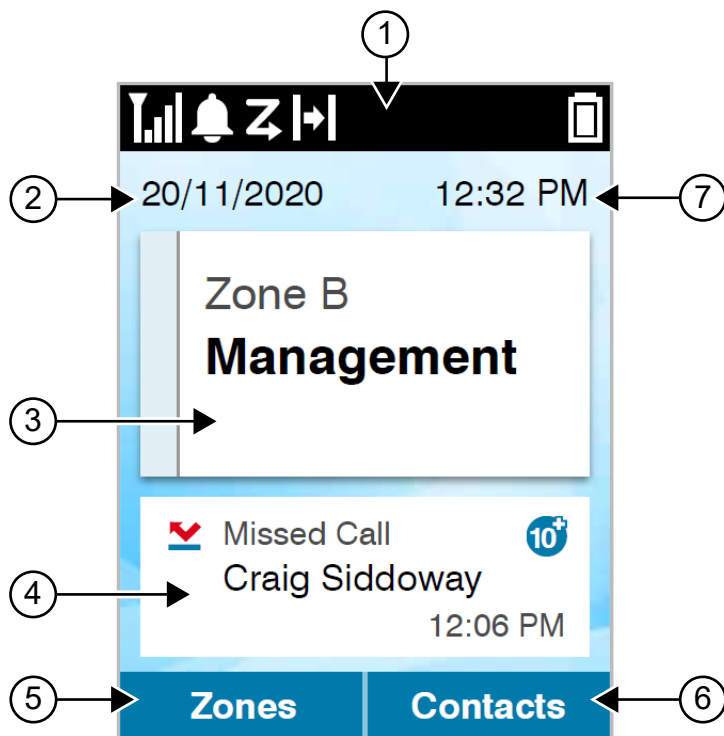 1
2
20/11/2020 12:32 PM
7
Zone B
Management
3
Missed Call 10+
Craig Siddoway
12:06 PM
4
5
Zones Contacts
6